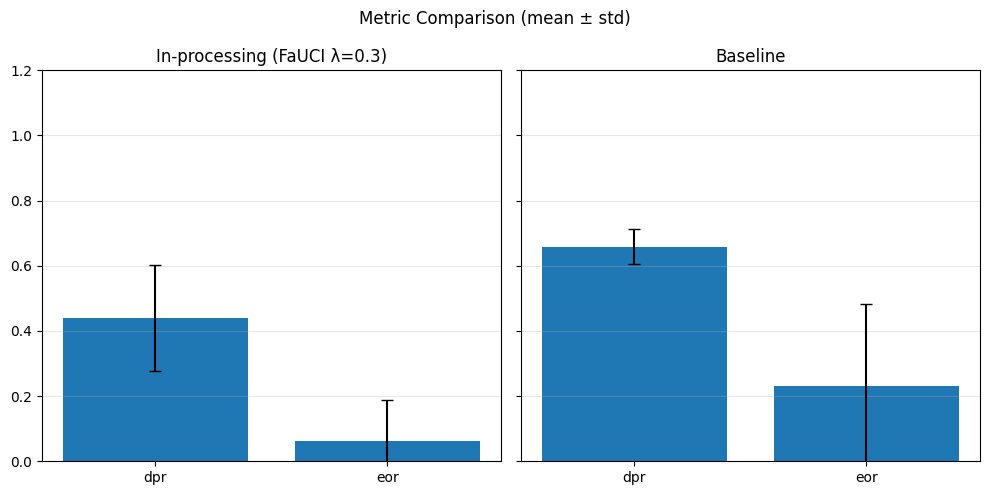 Metric Comparison (mean ± std)
In-processing (FaUCI λ=0.3)
Baseline
1.2
1.0
0.8
0.6
0.4
0.2
0.0
dpr
eor
dpr
eor